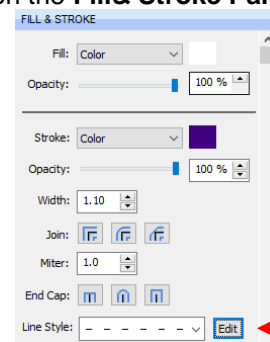 on the Fill& Stroke Pan
FILL & STROKE
Fill: Color
Opacity: 100 %
Stroke: Color
Opacity: 100 %
Width: 1.10
Join:
Miter: 1.0
End Cap:
Line Style: Edit